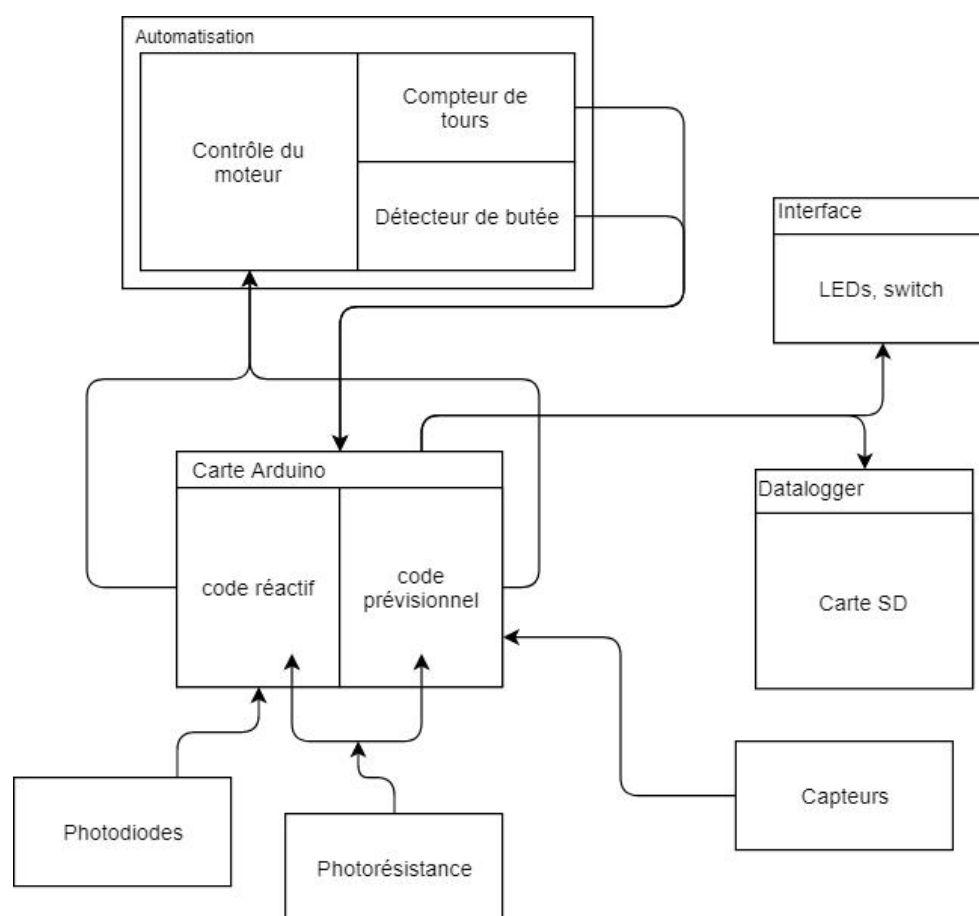 Automatisation
Contrôle du
moteur
Compteur de
tours
Détecteur de butée
Interface
LEDs, switch
Carte Arduino
code réactif
code
prévisionnel
Datalogger
Carte SD
Photodiodes
Photorésistance
Capteurs